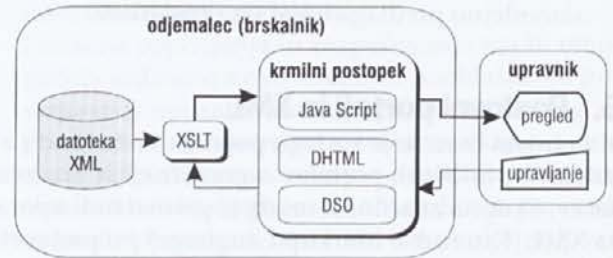 odjemalec (brskalnik)
datoteka
XML
XSLT
krmilni postopek
Java Script
DHTML
DSO
upravnik
pregled
upravljanje